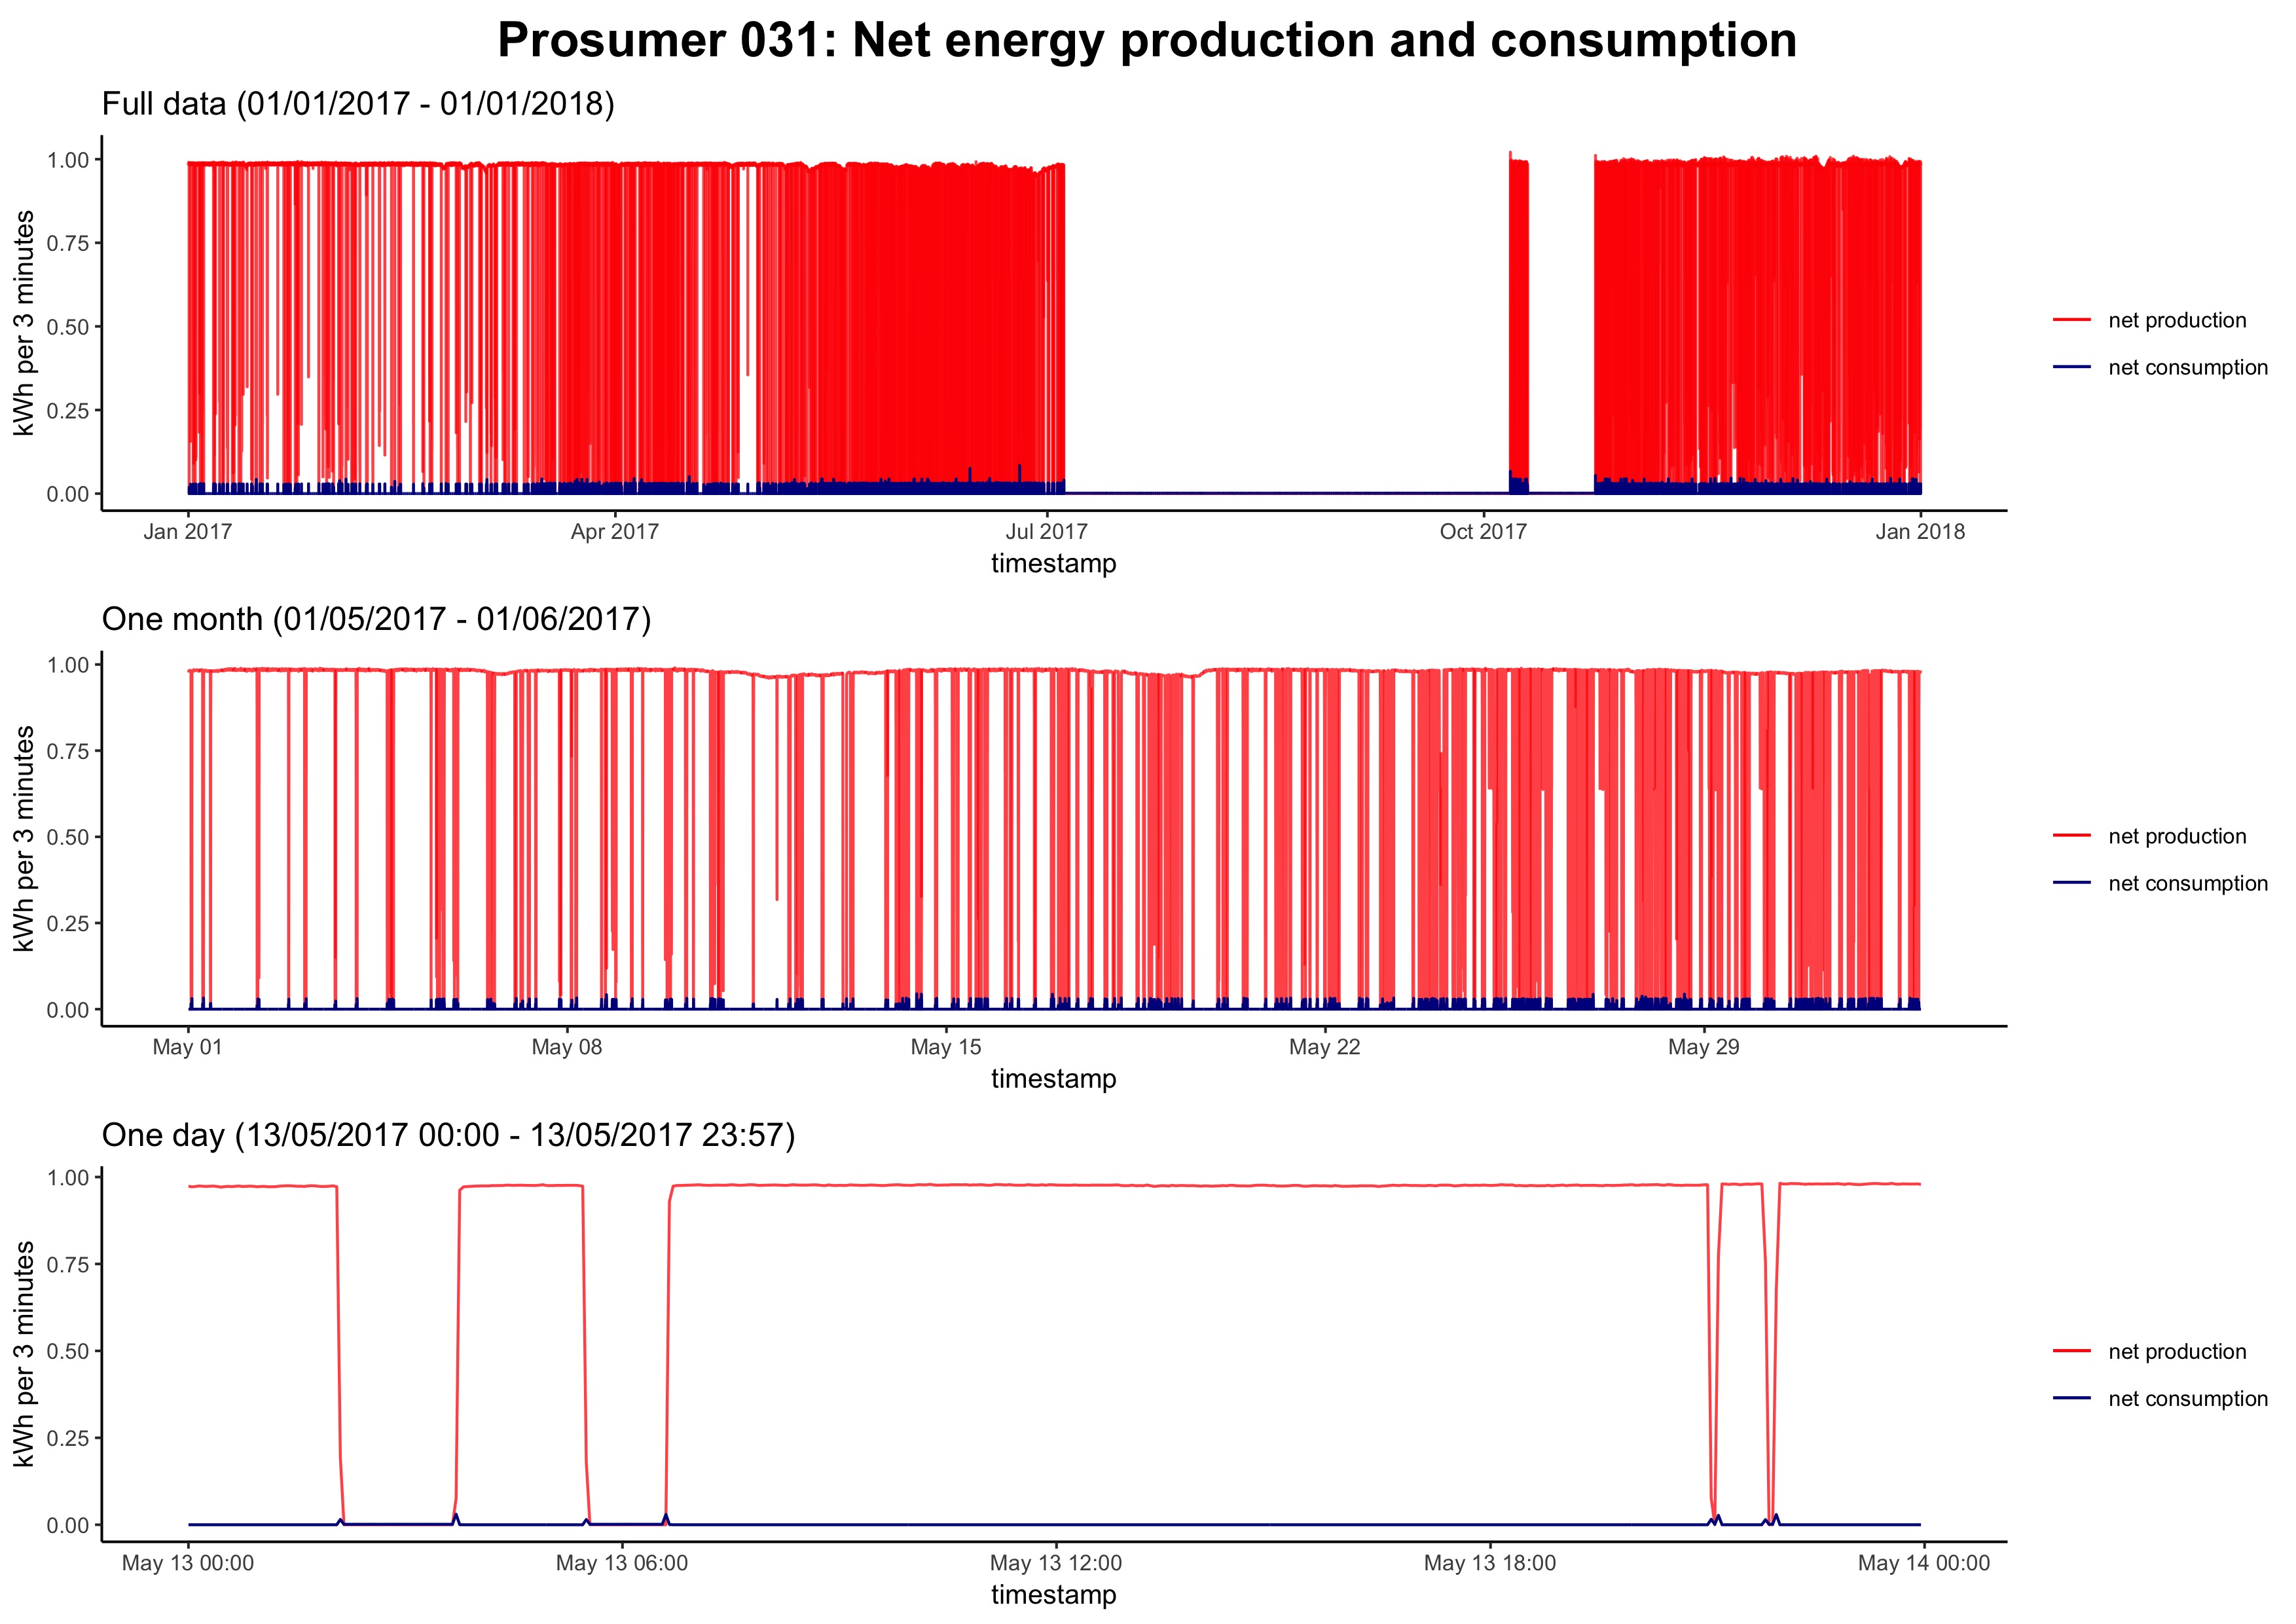 Prosumer 031: Net energy production and consumption
Full data (01/01/2017 - 01/01/2018)
kWh per 3 minutes
1.00
0.75
0.50
0.25
0.00
Jan 2017 Apr 2017 Jul 2017 Oct 2017 Jan 2018
timestamp
net production
net consumption
One month (01/05/2017 - 01/06/2017)
kWh per 3 minutes
1.00
0.75
0.50
0.25
0.00
May 01 May 08 May 15 May 22 May 29
timestamp
net production
net consumption
One day (13/05/2017 00:00 - 13/05/2017 23:57)
kWh per 3 minutes
1.00
0.75
0.50
0.25
0.00
May 13 00:00 May 13 06:00 May 13 12:00 May 13 18:00 May 14 00:00
timestamp
net production
net consumption